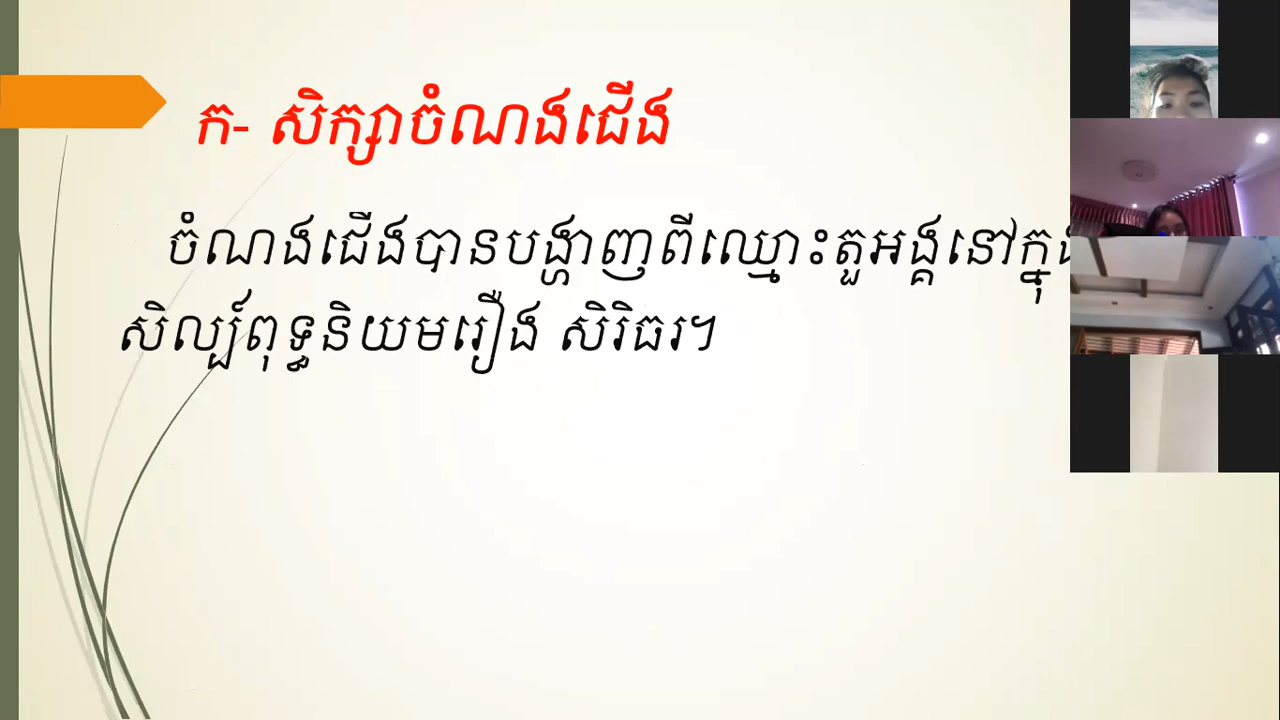 ក- សិក្សាចំណងជើង
ចំណងជើងបានបង្ហាញពីឈ្មោះតួអង្គនៅ
សិល្ប៍ពុទ្ធនិយមរឿង សិរិធរ។